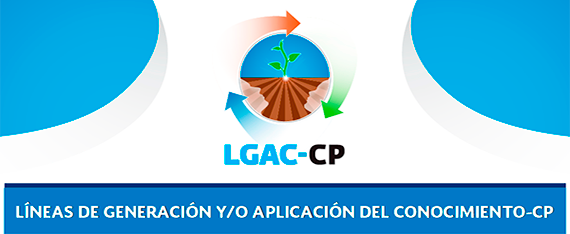 LGAC-CP
LÍNEAS DE GENERACIÓN Y/O APLICACIÓN DEL CONOCIMIENTO-CP